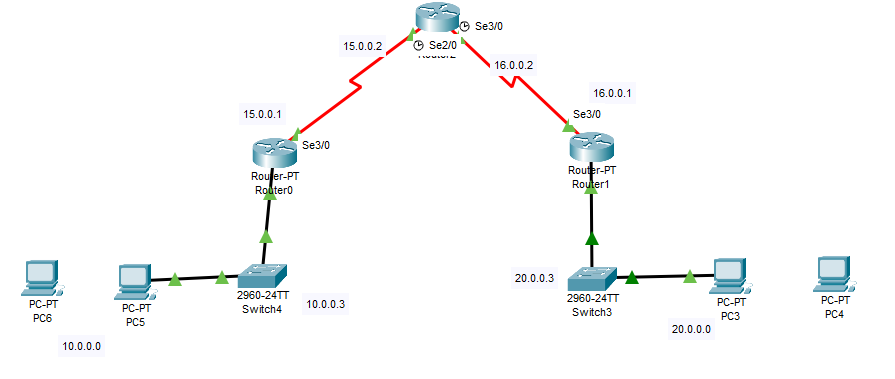 Se3/0
15.0.0.2
Se2/0
Router2
16.0.0.2
16.0.0.1
15.0.0.1
Se3/0
Se3/0
Router-PT
Router0
Router-PT
Router1
PC-PT
PC6
PC-PT
PC5
2960-24TT
Switch4
10.0.0.3
20.0.0.3
2960-24TT
Switch3
PC-PT
PC3
PC-PT
PC4
20.0.0.0
10.0.0.0